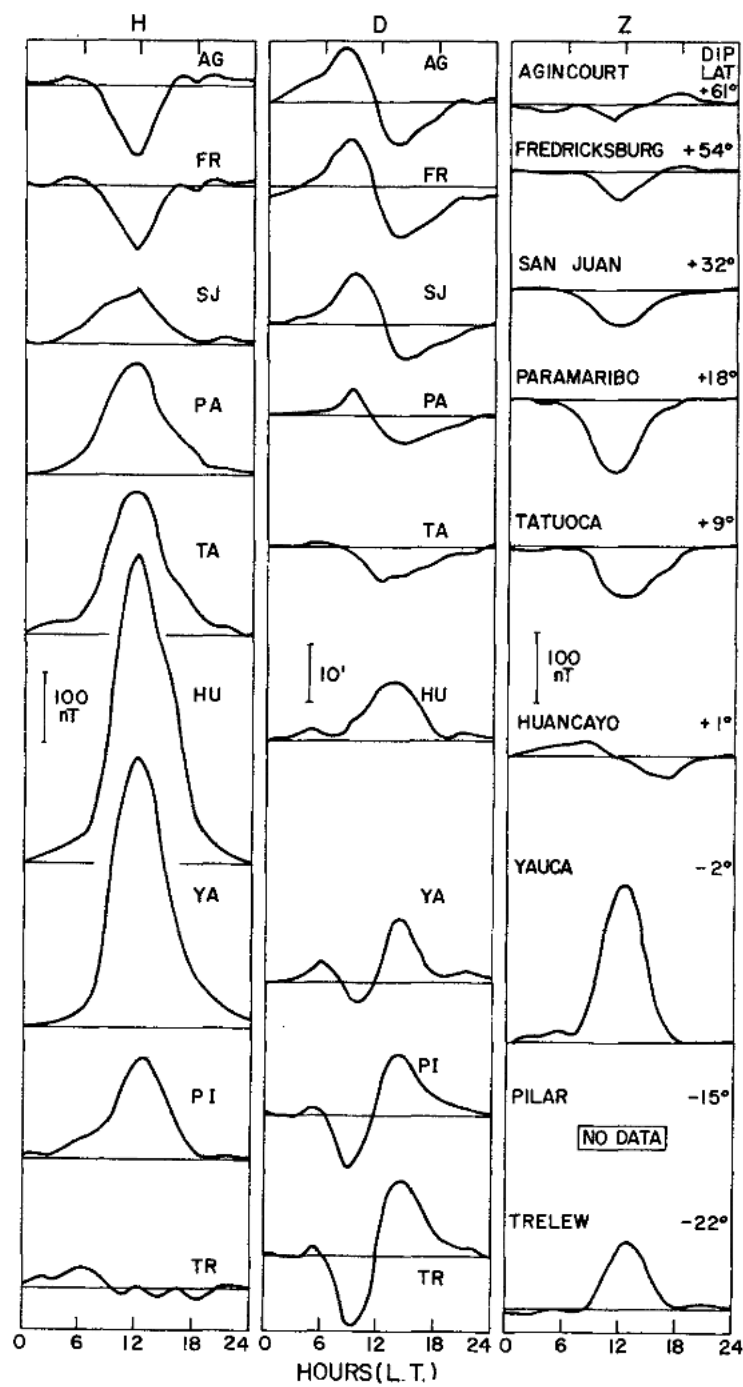 H
D
Z
AG
FR
SJ
PA
TA
HU
100
nT
YA
PI
TR
AG
FR
SJ
PA
TA
10'
HU
YA
PI
TR
DIP
LAT
AGINCOURT +61°
FREDRICKSBURG +54°
SAN JUAN +32°
PARAMARIBO +18°
TATUOCA +9°
100
nT
HUANCAYO +1°
YAUCA -2°
PILAR -15°
NO DATA
TRELEW -22°
0 6 12 18 24 0 6 12 18 24 0 6 12 18 24
HOURS(L.T.)